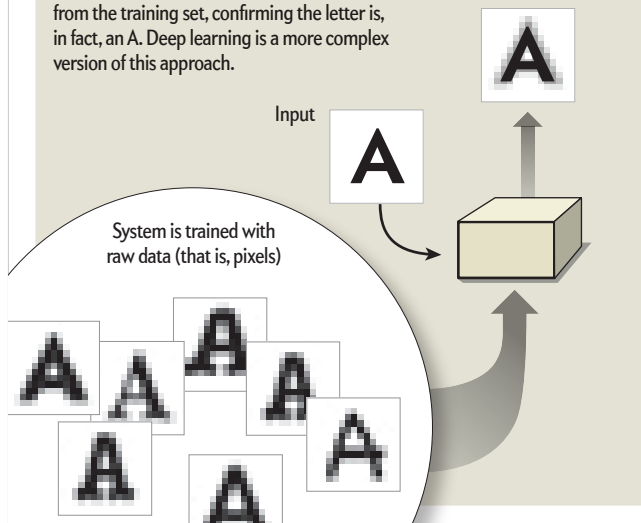 from the training set, confirming the letter is,
in fact, an A. Deep learning is a more complex
version of this approach.
A
Input
A
System is trained with
raw data (that is, pixels)
A
A
A
A
A
A
A